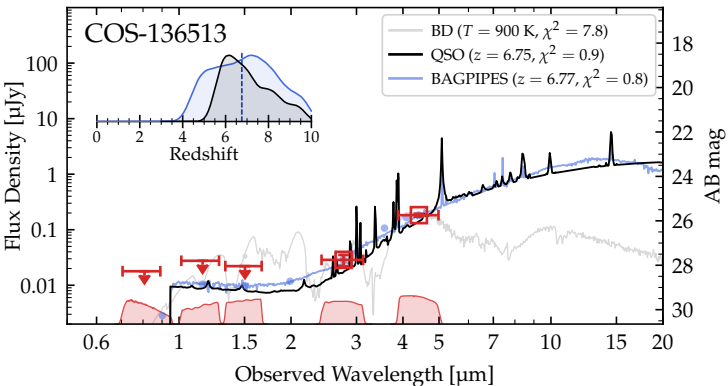 COS-136513
BD (T = 900 K, χ² = 7.8)
QSO (z = 6.75, χ² = 0.9)
BAGPIPES (z = 6.77, χ² = 0.8)
0 2 4 6 8 10
Redshift
100
10
1
0.1
0.01
Flux Density [µJy]
18
20
22
24
26
28
30
AB mag
0.6 1 2 3 4 5 7 10 15 20
Observed Wavelength [µm]